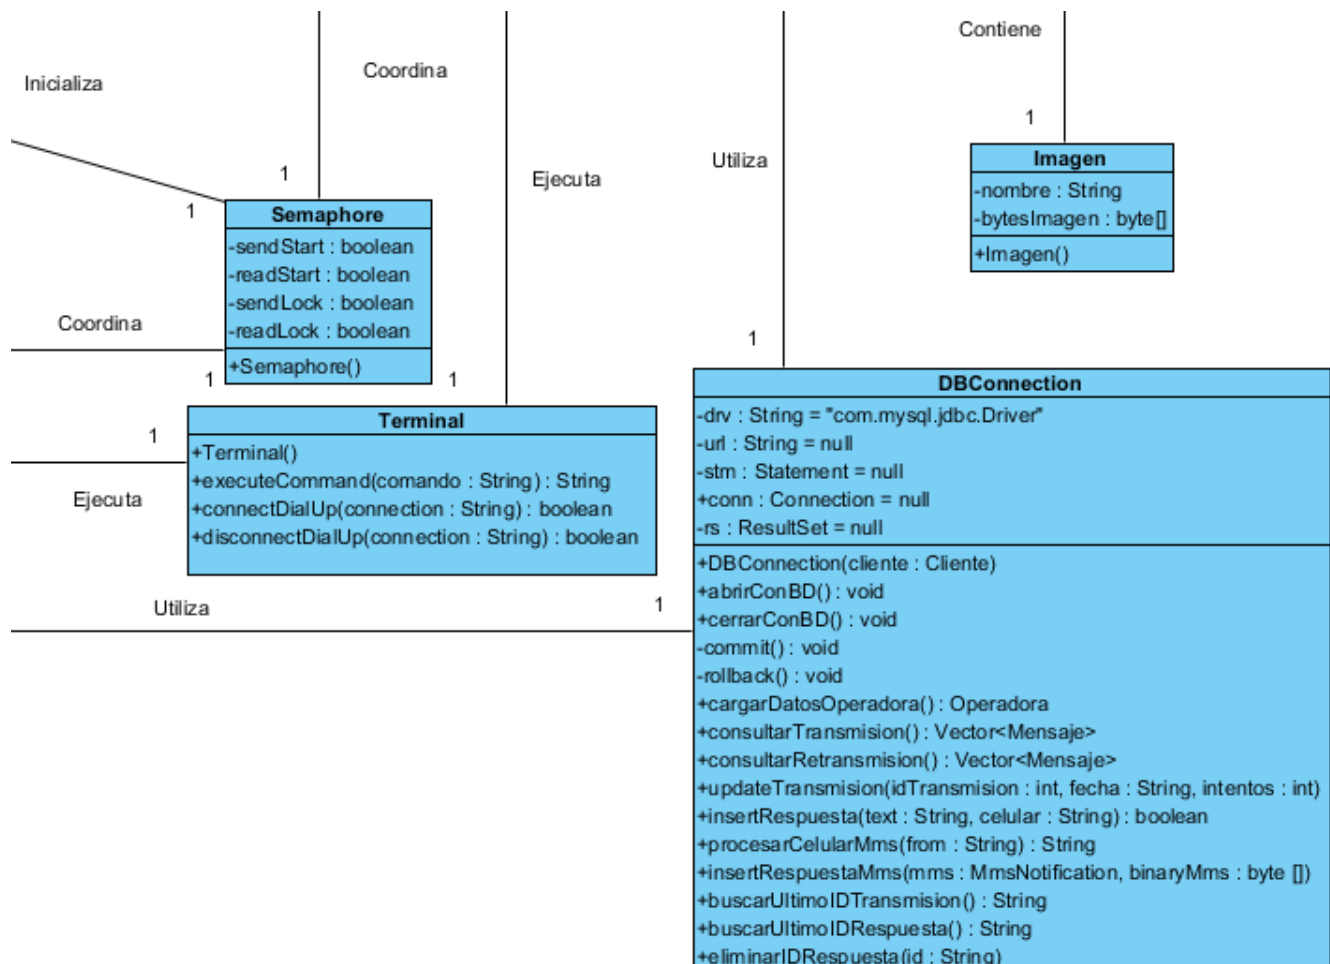 Contiene
Coordina
Inicializa
1
Utiliza
Ejecuta
1
1
Imagen
-nombre : String
-bytesImagen : byte[]
+Imagen()
Semaphore
-sendStart : boolean
-readStart : boolean
-sendLock : boolean
-readLock : boolean
+Semaphore()
Coordina
1
1
1
1
Ejecuta
Terminal
+Terminal()
+executeCommand(comando : String) : String
+connectDialUp(connection : String) : boolean
+disconnectDialUp(connection : String) : boolean
Utiliza
1
DBConnection
-drv : String = "com.mysql.jdbc.Driver"
-url : String = null
-stm : Statement = null
+conn : Connection = null
-rs : ResultSet = null
+DBConnection(cliente : Cliente)
+abrirConBD() : void
+cerrarConBD() : void
-commit() : void
-rollback() : void
+cargarDatosOperadora() : Operadora
+consultarTransmision() : Vector<Mensaje>
+consultarRetransmision() : Vector<Mensaje>
+updateTransmision(idTransmision : int, fecha : String, intentos : int)
+insertRespuesta(text : String, celular : String) : boolean
+procesarCelularMms(from : String) : String
+insertRespuestaMms(mms : MmsNotification, binaryMms : byte [])
+buscarUltimoIDTransmision() : String
+buscarUltimoIDRespuesta() : String
+eliminarIDRespuesta(id : String)